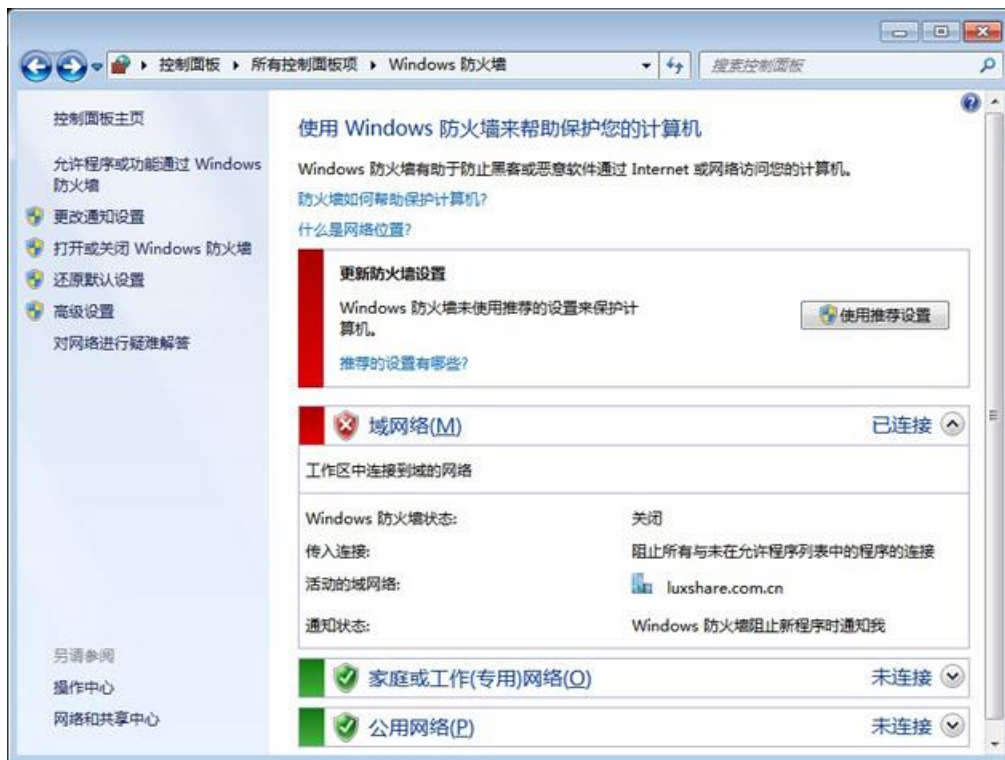 控制面板 ▸ 所有控制面板项 ▸ Windows 防火墙
搜索控制面板
控制面板主页
允许程序或功能通过 Windows
防火墙
更改通知设置
打开或关闭 Windows 防火墙
还原默认设置
高级设置
对网络进行疑难解答
另请参阅
操作中心
网络和共享中心
使用 Windows 防火墙来帮助保护您的计算机
Windows 防火墙有助于防止黑客或恶意软件通过 Internet 或网络访问您的计算机。
防火墙如何帮助保护计算机?
什么是网络位置?
更新防火墙设置
Windows 防火墙未使用推荐的设置来保护计
算机。
使用推荐设置
推荐的设置有哪些?
域网络(M) 已连接
工作区中连接到域的网络
Windows 防火墙状态: 关闭
传入连接: 阻止所有与未在允许程序列表中的程序的连接
活动的域网络: luxshare.com.cn
通知状态: Windows 防火墙阻止新程序时通知我
家庭或工作(专用)网络(O) 未连接
公用网络(P) 未连接